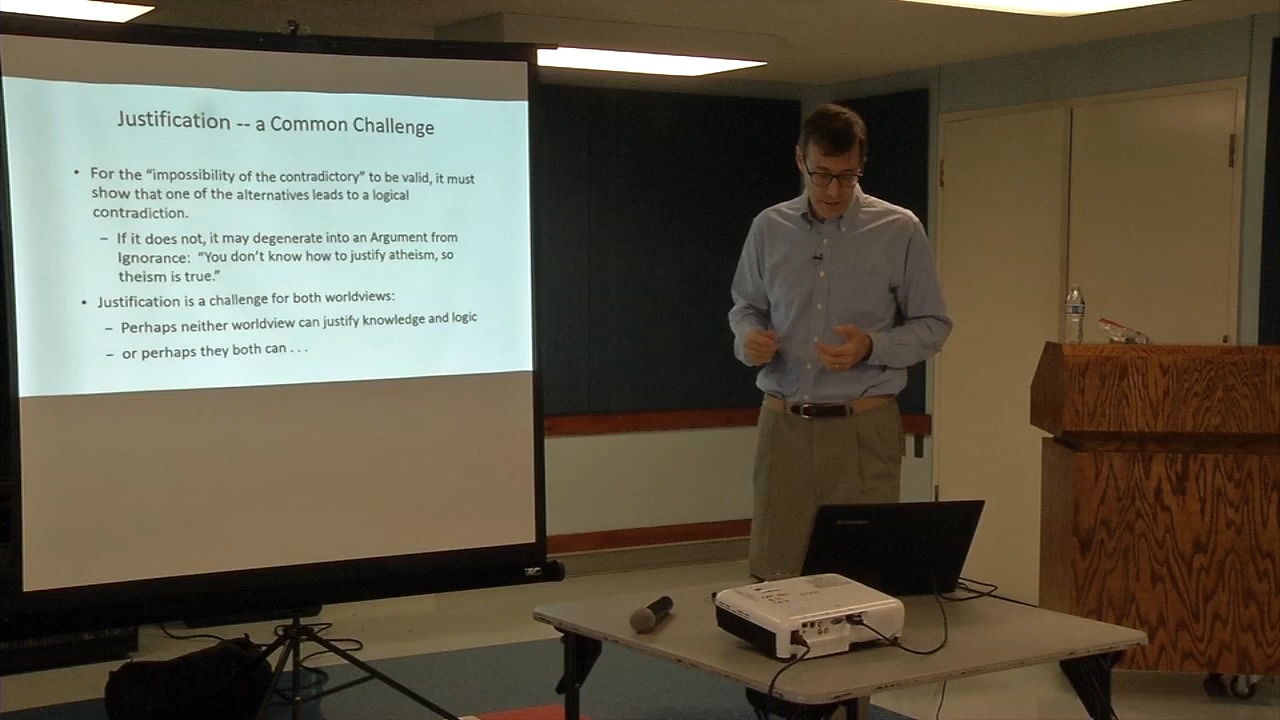 Justification -- a Common Challenge
• For the “impossibility of the contradictory” to be valid, it must
show that one of the alternatives leads to a logical
contradiction.
– If it does not, it may degenerate into an Argument from
Ignorance: “You don’t know how to justify atheism, so
theism is true.”
• Justification is a challenge for both worldviews:
– Perhaps neither worldview can justify knowledge and logic
– or perhaps they both can . . .